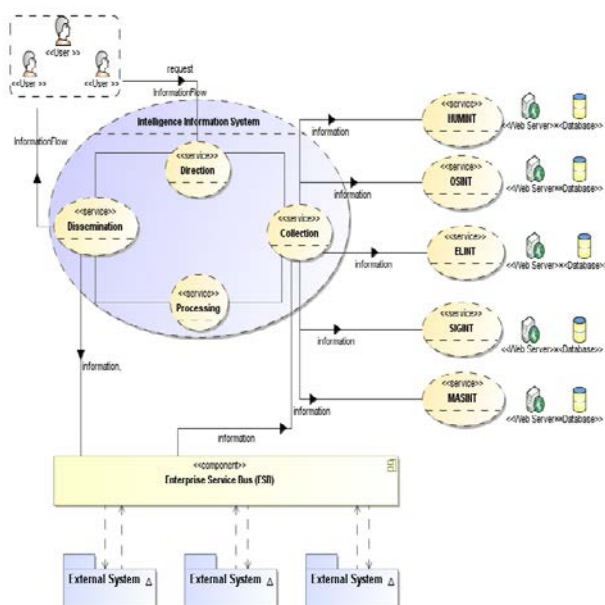 <<User >>
<<User >>
<<User >>
request
InformationFlow
InformationFlow
Intelligence Information System
<<service>>
Direction
<<service>>
Dissemination
<<service>>
Collection
<<service>>
Processing
information
information
information
information
information
<<service>>
HUMINT
<<Web Server>>
<<Database>>
<<service>>
OSINT
<<Web Server>>
<<Database>>
<<service>>
ELINT
<<Web Server>>
<<Database>>
<<service>>
SIGINT
<<Web Server>>
<<Database>>
<<service>>
MASINT
<<Web Server>>
<<Database>>
information,
information
<<component>>
Enterprise Service Bus (ESB)
External System
External System
External System